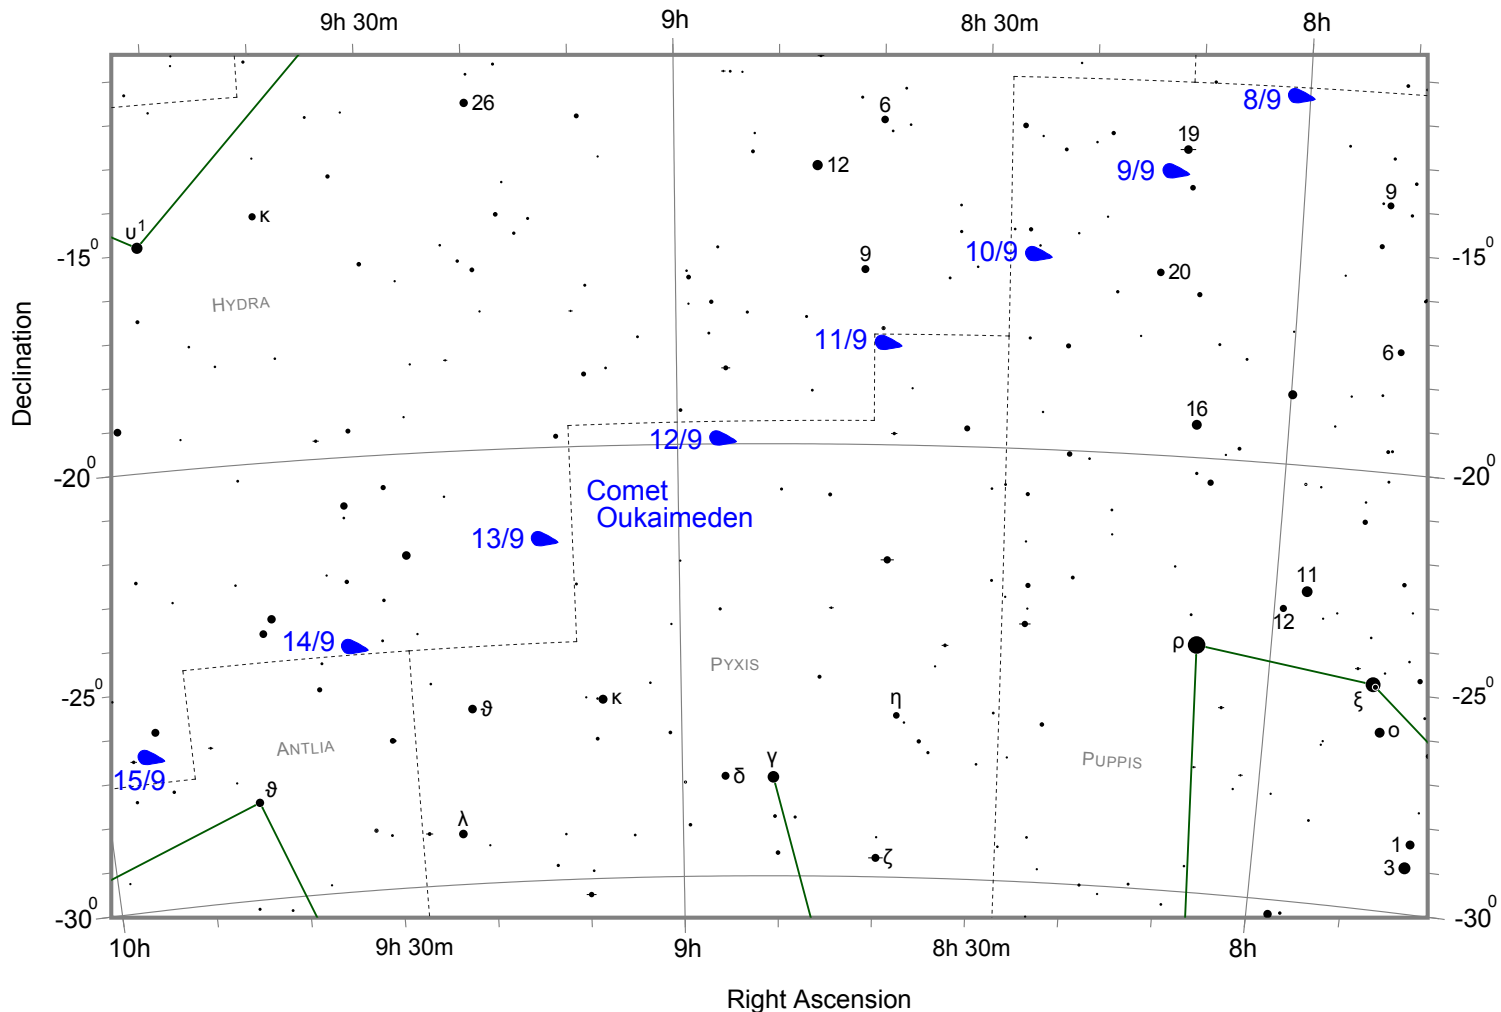 9h 30m
9h
8h 30m
8h
8/9
26
6
19
12
9/9
9
κ
υ1
10/9
9
20
-15⁰
-15⁰
HYDRA
11/9
6
Declination
16
12/9
-20⁰
-20⁰
Comet
Oukaimeden
13/9
11
12
14/9
ρ
PYXIS
-25⁰
-25⁰
κ
ξ
ϑ
η
ο
ANTLIA
PUPPIS
15/9
γ
δ
ϑ
λ
1
ζ
3
-30⁰
-30⁰
10h
9h 30m
9h
8h 30m
8h
Right Ascension